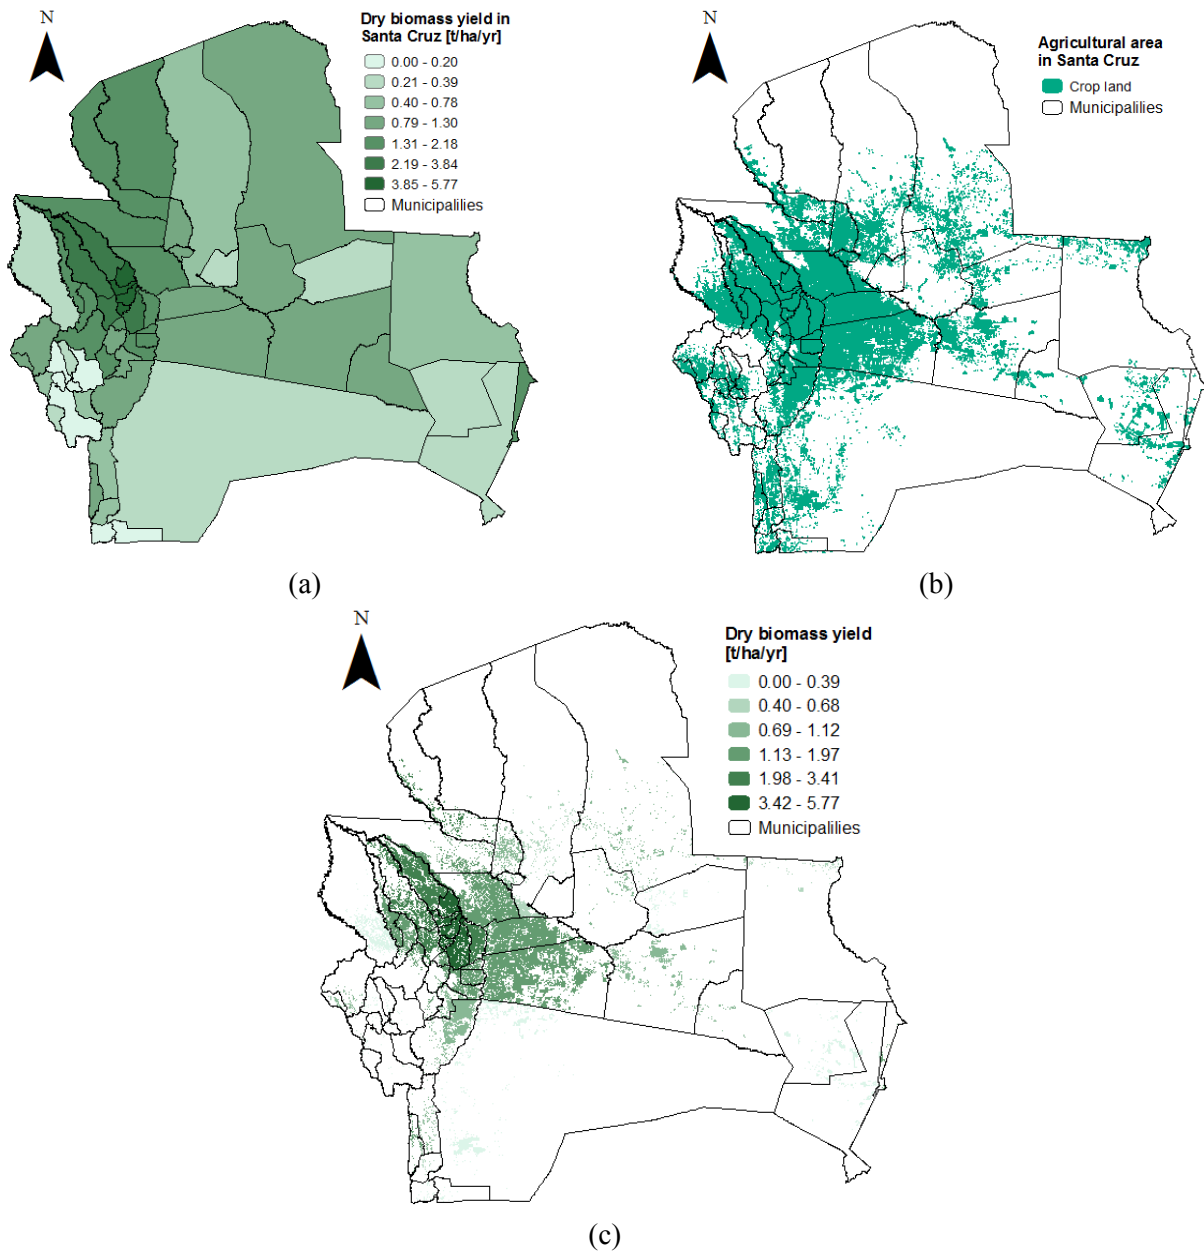 N
Dry biomass yield in
Santa Cruz [t/ha/yr]
0.00 - 0.20
0.21 - 0.39
0.40 - 0.78
0.79 - 1.30
1.31 - 2.18
2.19 - 3.84
3.85 - 5.77
Municipalilies
(a)
N
Agricultural area
in Santa Cruz
Crop land
Municipalilies
(b)
N
Dry biomass yield
[t/ha/yr]
0.00 - 0.39
0.40 - 0.68
0.69 - 1.12
1.13 - 1.97
1.98 - 3.41
3.42 - 5.77
Municipalilies
(c)